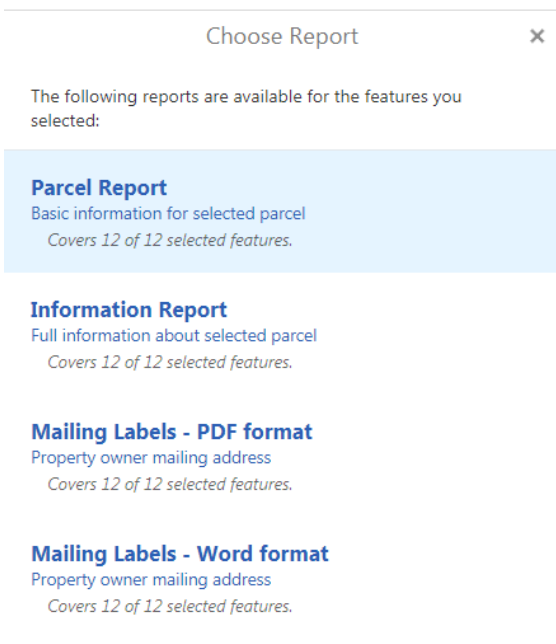 Choose Report
The following reports are available for the features you
selected:
Parcel Report
Basic information for selected parcel
Covers 12 of 12 selected features.
Information Report
Full information about selected parcel
Covers 12 of 12 selected features.
Mailing Labels - PDF format
Property owner mailing address
Covers 12 of 12 selected features.
Mailing Labels - Word format
Property owner mailing address
Covers 12 of 12 selected features.